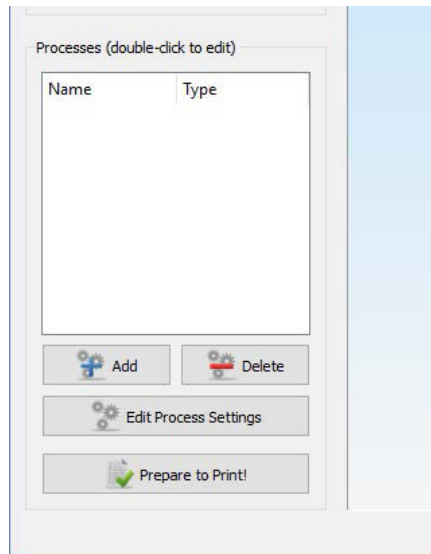 Processes (double-click to edit)
Name Type
Add Delete
Edit Process Settings
Prepare to Print!